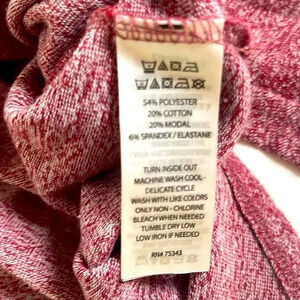 54% POLYESTER
20% COTTON
20% MODAL
6% SPANDEX / ELASTANE
TURN INSIDE OUT
MACHINE WASH COOL-
DELICATE CYCLE
WASH WITH LIKE COLORS
ONLY NON - CHLORINE
BLEACH WHEN NEEDED
TUMBLE DRY LOW
LOW IRON IF NEEDED
RN# 75343